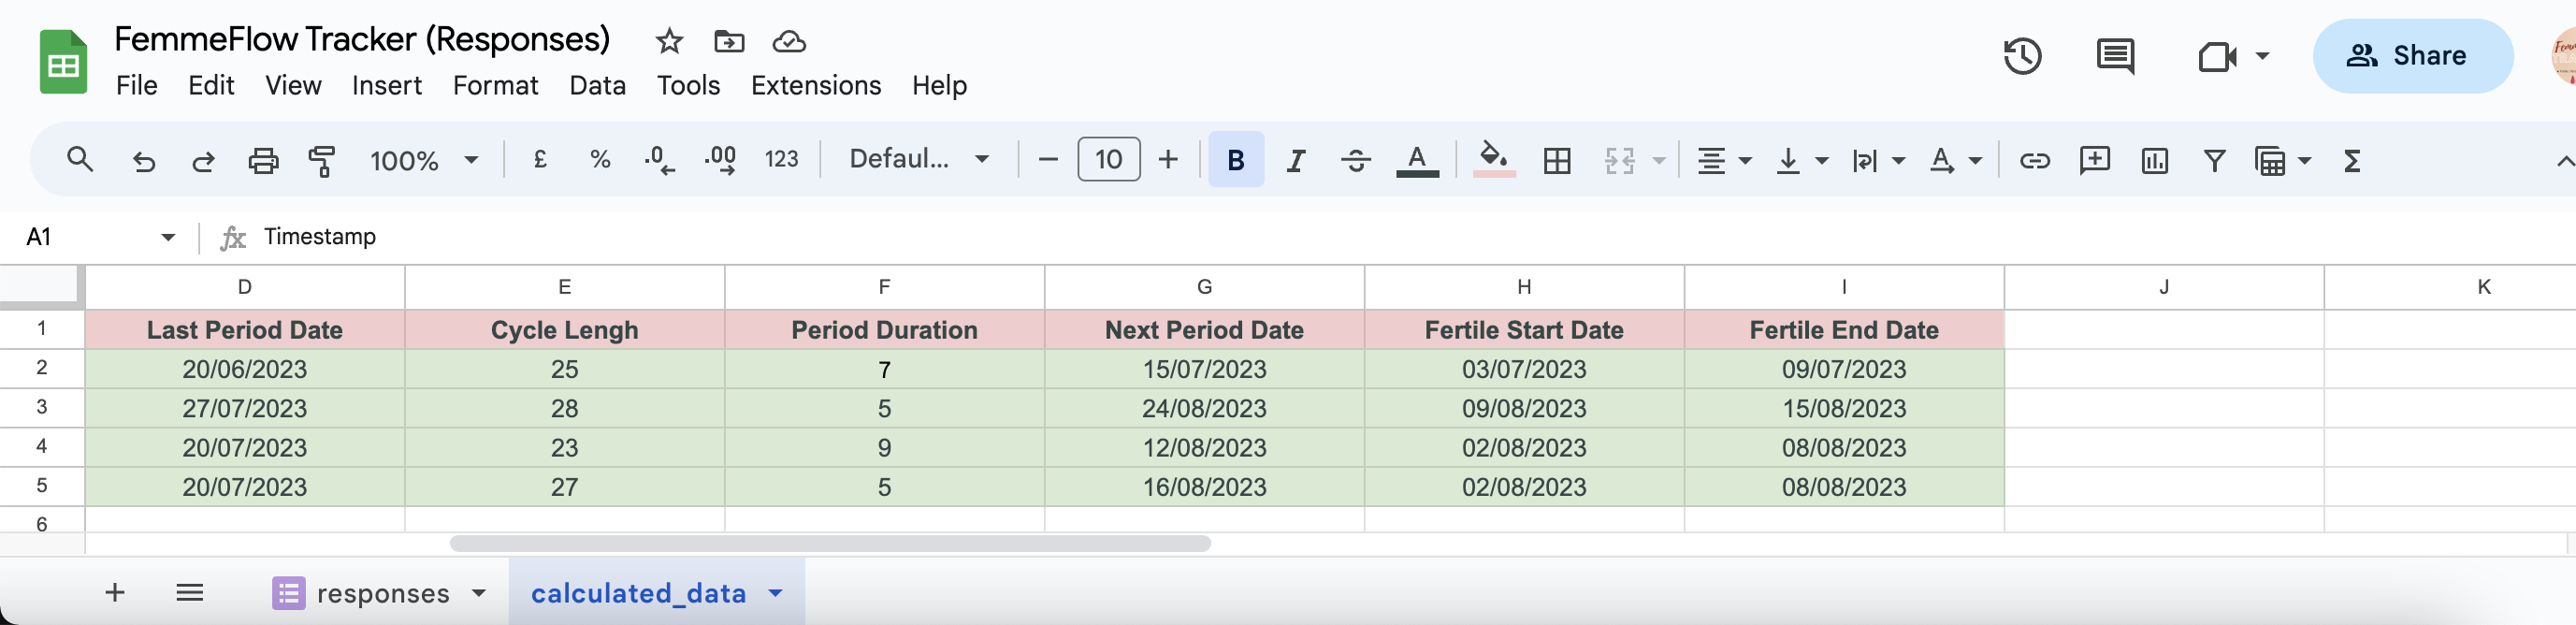 FemmeFlow Tracker (Responses)
File Edit View Insert Format Data Tools Extensions Help
Share
100% £ % .0 .00 123 Defaul... 10 B I S A A Σ
A1 fx Timestamp
D E F G H I J K
1 Last Period Date Cycle Lengh Period Duration Next Period Date Fertile Start Date Fertile End Date
2 20/06/2023 25 7 15/07/2023 03/07/2023 09/07/2023
3 27/07/2023 28 5 24/08/2023 09/08/2023 15/08/2023
4 20/07/2023 23 9 12/08/2023 02/08/2023 08/08/2023
5 20/07/2023 27 5 16/08/2023 02/08/2023 08/08/2023
6
responses calculated_data